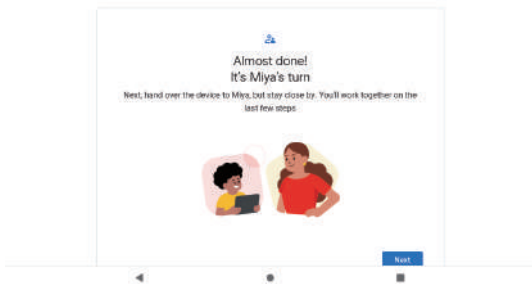 Almost done!
It's Miya's turn
Next, hand over the device to Miya, but stay close by. You'll work together on the
last few steps
Next